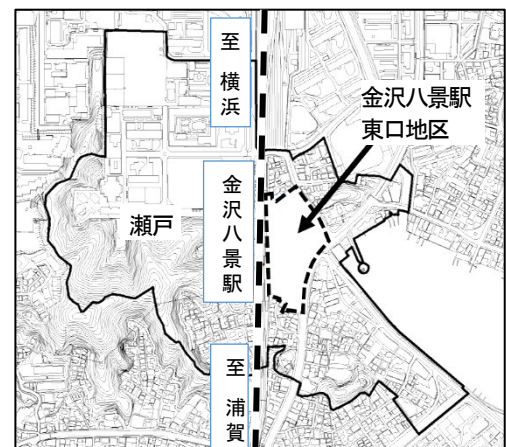 至 横浜
金沢八景駅
東口地区
金沢八景駅
瀬戸
至 浦賀